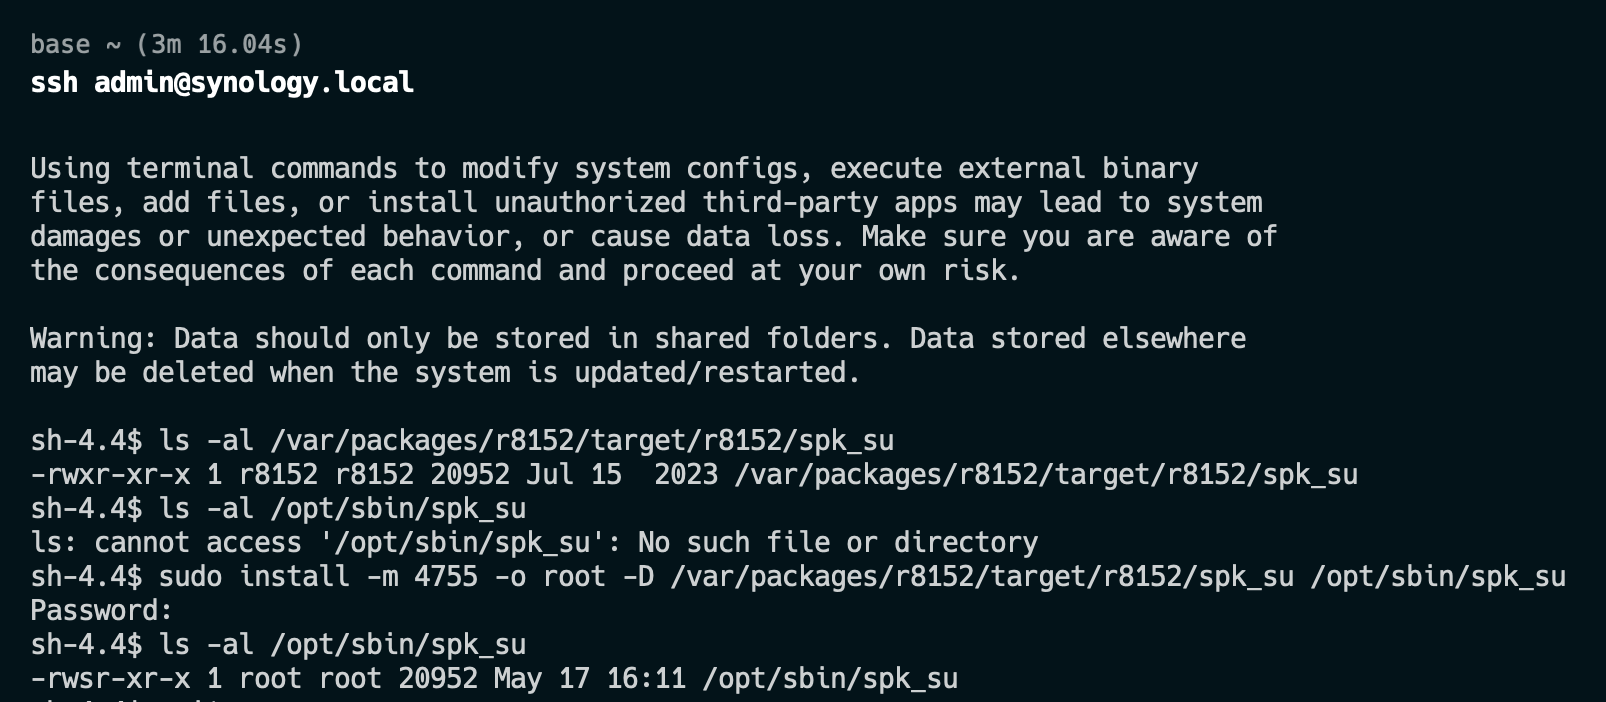 base ~ (3m 16.04s)
ssh admin@synology.local
Using terminal commands to modify system configs, execute external binary
files, add files, or install unauthorized third-party apps may lead to system
damages or unexpected behavior, or cause data loss. Make sure you are aware of
the consequences of each command and proceed at your own risk.
Warning: Data should only be stored in shared folders. Data stored elsewhere
may be deleted when the system is updated/restarted.
sh-4.4$ ls -al /var/packages/r8152/target/r8152/spk_su
-rwxr-xr-x 1 r8152 r8152 20952 Jul 15  2023 /var/packages/r8152/target/r8152/spk_su
sh-4.4$ ls -al /opt/sbin/spk_su
ls: cannot access '/opt/sbin/spk_su': No such file or directory
sh-4.4$ sudo install -m 4755 -o root -D /var/packages/r8152/target/r8152/spk_su /opt/sbin/spk_su
Password:
sh-4.4$ ls -al /opt/sbin/spk_su
-rwsr-xr-x 1 root root 20952 May 17 16:11 /opt/sbin/spk_su